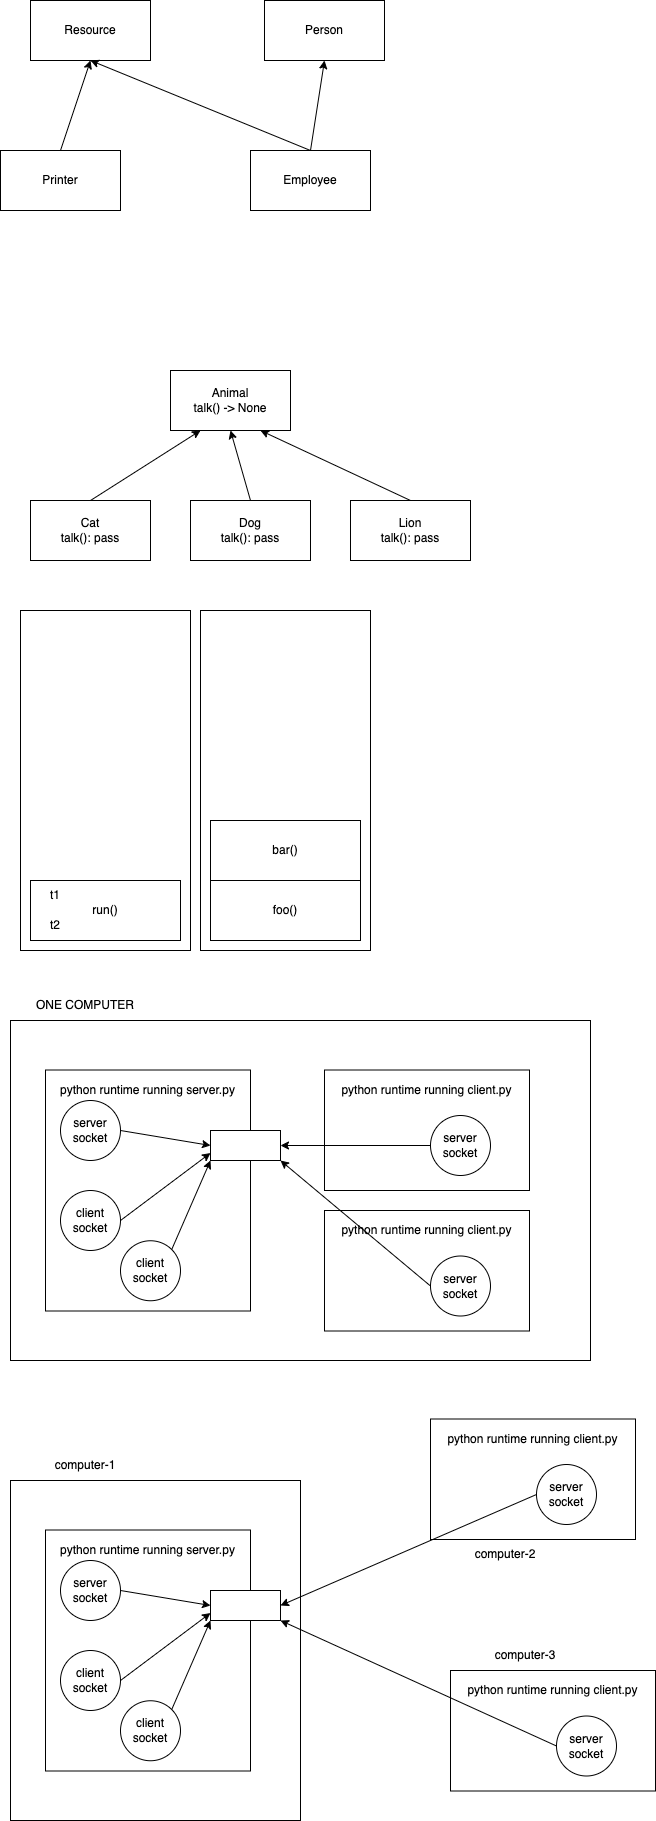 Resource
Person
Printer
Employee
Animal
talk() -> None
Cat
talk(): pass
Dog
talk(): pass
Lion
talk(): pass
t1
run()
t2
bar()
foo()
ONE COMPUTER
python runtime running server.py
server
socket
client
socket
client
socket
python runtime running client.py
server
socket
python runtime running client.py
server
socket
computer-1
python runtime running server.py
server
socket
client
socket
client
socket
python runtime running client.py
server
socket
computer-2
computer-3
python runtime running client.py
server
socket